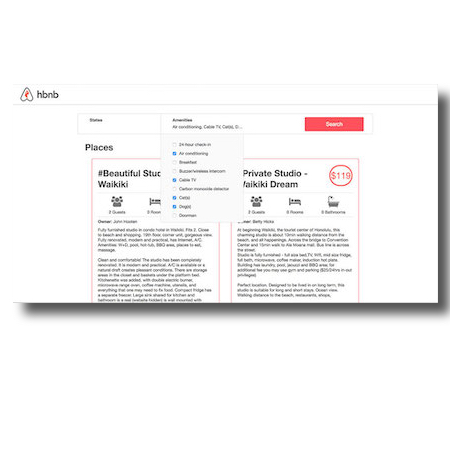 hbnb
States
Amenities
Air conditioning, Cable TV, Cat(s), D...
Search
24-hour check-in
Air conditioning
Breakfast
Buzzer/wireless intercom
Cable TV
Carbon monoxide detector
Cat(s)
Dog(s)
Doorman
Places
#Beautiful Stud
Waikiki
2 Guests
0 Room
Owner: John Hosten
Fully furnished studio in condo hotel in Waikiki. Fits 2. Close
to beach and shopping. 19th floor, corner unit, gorgeous view.
Fully renovated, modern and practical, has Internet, A/C.
Amenities: W+D, pool, hot tub, BBQ area, places to eat,
massage.
Clean and comfortable! The studio has been completely
renovated. It is modern and practical. A/C is available or
natural draft creates pleasant conditions. There are storage
areas in the closet and baskets under the platform bed.
Kitchenette was added, with double electric burner,
microwave-range oven, coffee machine, utensils, and
everything that one may need to fix food. Compact fridge has
a separate freezer. Large sink shared for kitchen and
bathroom is a real
Private Studio -
Waikiki Dream
$119
3 Guests
0 Rooms
0 Bathrooms
Owner: Betty Hicks
At beginning Waikiki, the tourist center of Honolulu, this
charming studio is about 10min walking distance from the
beach, and all happenings. Across the bridge to Convention
Center and 10min walk to Ala Moana Mall. Bus line is across
the street.
Studio is fully furnished - full size bed,TV, Wifi, mid size fridge,
full bath, microwave, coffee maker, induction hot plate.
Building has laundry, pool, jacuzzi and BBQ area; for
additional fee you may use gym and parking ($25/24hrs in-out
privileges).
Perfect location. Designed to be lived in on long term, this
studio is suitable for long and short stays. Ocean view.
Walking distance to the beach, restaurants, shops,